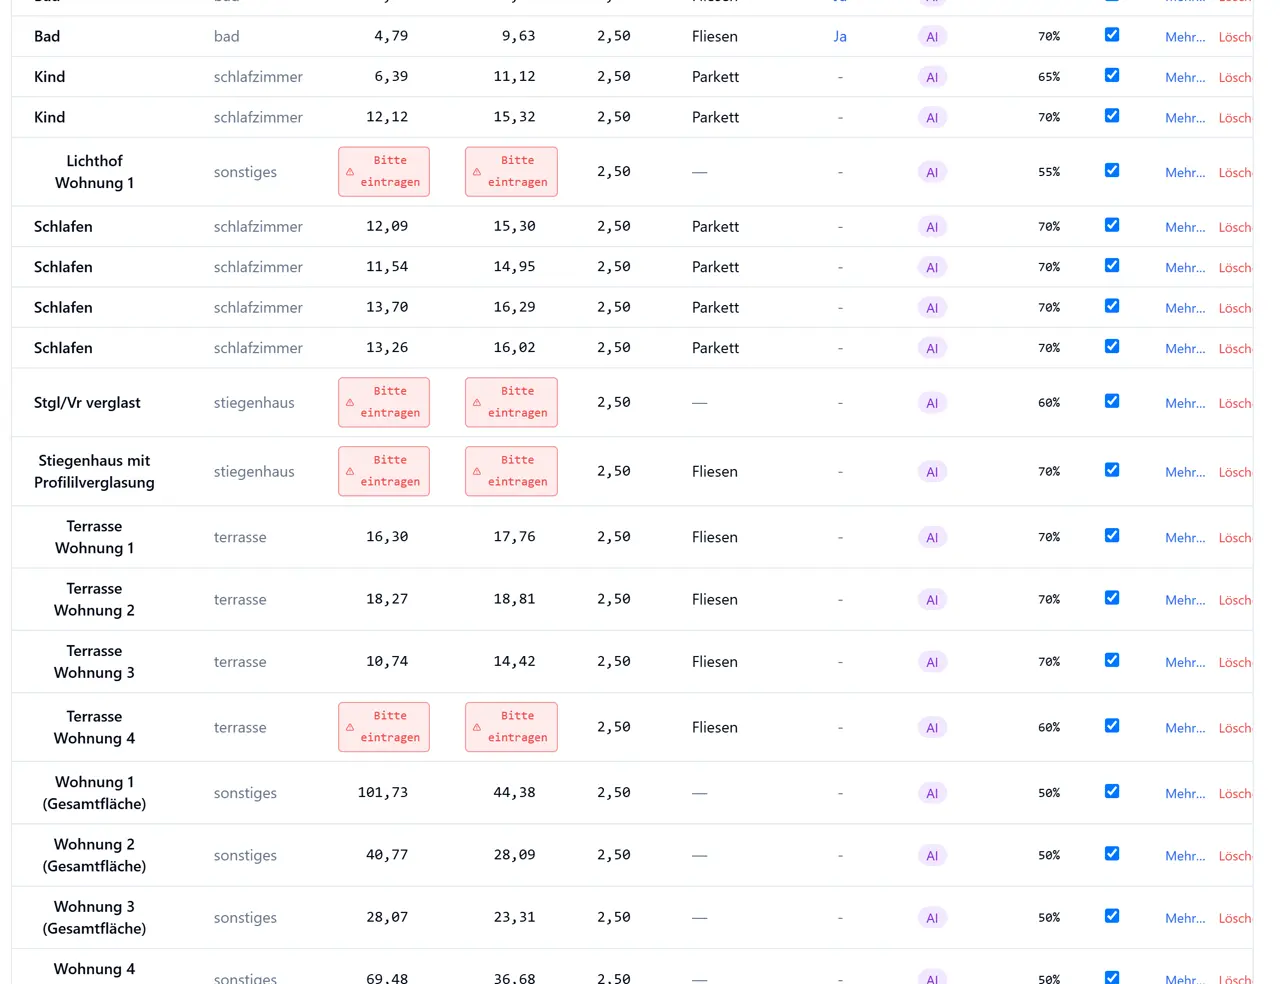 Bad bad 4,79 9,63 2,50 Fliesen Ja AI 70% Mehr... Lösch
Kind schlafzimmer 6,39 11,12 2,50 Parkett - AI 65% Mehr... Lösch
Kind schlafzimmer 12,12 15,32 2,50 Parkett - AI 70% Mehr... Lösch
Lichthof
Wohnung 1 sonstiges Bitte eintragen Bitte eintragen 2,50 — - AI 55% Mehr... Lösch
Schlafen schlafzimmer 12,09 15,30 2,50 Parkett - AI 70% Mehr... Lösch
Schlafen schlafzimmer 11,54 14,95 2,50 Parkett - AI 70% Mehr... Lösch
Schlafen schlafzimmer 13,70 16,29 2,50 Parkett - AI 70% Mehr... Lösch
Schlafen schlafzimmer 13,26 16,02 2,50 Parkett - AI 70% Mehr... Lösch
Stgl/Vr verglast stiegenhaus Bitte eintragen Bitte eintragen 2,50 — - AI 60% Mehr... Lösch
Stiegenhaus mit
Profililverglasung stiegenhaus Bitte eintragen Bitte eintragen 2,50 Fliesen - AI 70% Mehr... Lösch
Terrasse
Wohnung 1 terrasse 16,30 17,76 2,50 Fliesen - AI 70% Mehr... Lösch
Terrasse
Wohnung 2 terrasse 18,27 18,81 2,50 Fliesen - AI 70% Mehr... Lösch
Terrasse
Wohnung 3 terrasse 10,74 14,42 2,50 Fliesen - AI 70% Mehr... Lösch
Terrasse
Wohnung 4 terrasse Bitte eintragen Bitte eintragen 2,50 Fliesen - AI 60% Mehr... Lösch
Wohnung 1
(Gesamtfläche) sonstiges 101,73 44,38 2,50 — - AI 50% Mehr... Lösch
Wohnung 2
(Gesamtfläche) sonstiges 40,77 28,09 2,50 — - AI 50% Mehr... Lösch
Wohnung 3
(Gesamtfläche) sonstiges 28,07 23,31 2,50 — - AI 50% Mehr... Lösch
Wohnung 4
sonstiges 69,48 36,68 2,50 — - AI 50% Mehr... Lösch